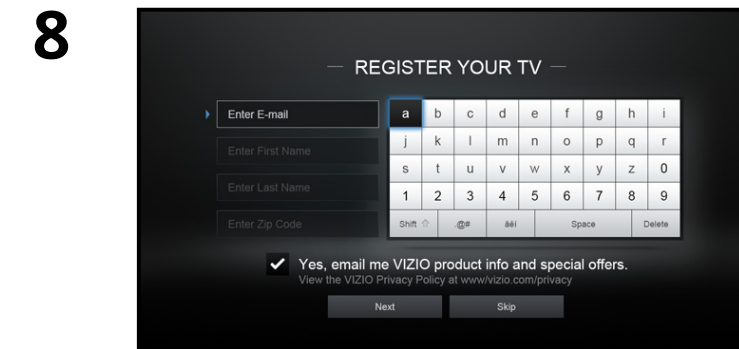 8
REGISTER YOUR TV
Enter E-mail
a b c d e f g h i
Enter First Name
j k l m n o p q r
s t u v w x y z 0
Enter Last Name
1 2 3 4 5 6 7 8 9
Enter Zip Code
Shift .@# âëì Space Delete
Yes, email me VIZIO product info and special offers.
View the VIZIO Privacy Policy at www/vizio.com/privacy
Next Skip